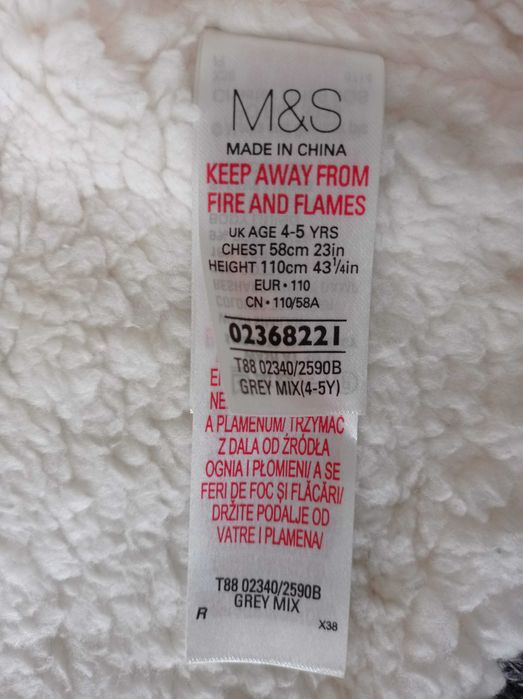 M&S
MADE IN CHINA
KEEP AWAY FROM
FIRE AND FLAMES
UK AGE 4-5 YRS
CHEST 58cm 23in
HEIGHT 110cm 43¼in
EUR • 110
CN • 110/58A
02368221
T88 02340/2590B
GREY MIX(4-5Y)
A PLAMENUM/ TRZYMAĆ
Z DALA OD ŹRÓDŁA
OGNIA I PŁOMIENI/ A SE
FERI DE FOC ȘI FLĂCĂRI/
DRŽITE PODALJE OD
VATRE I PLAMENA/
T88 02340/2590B
GREY MIX
R
X38